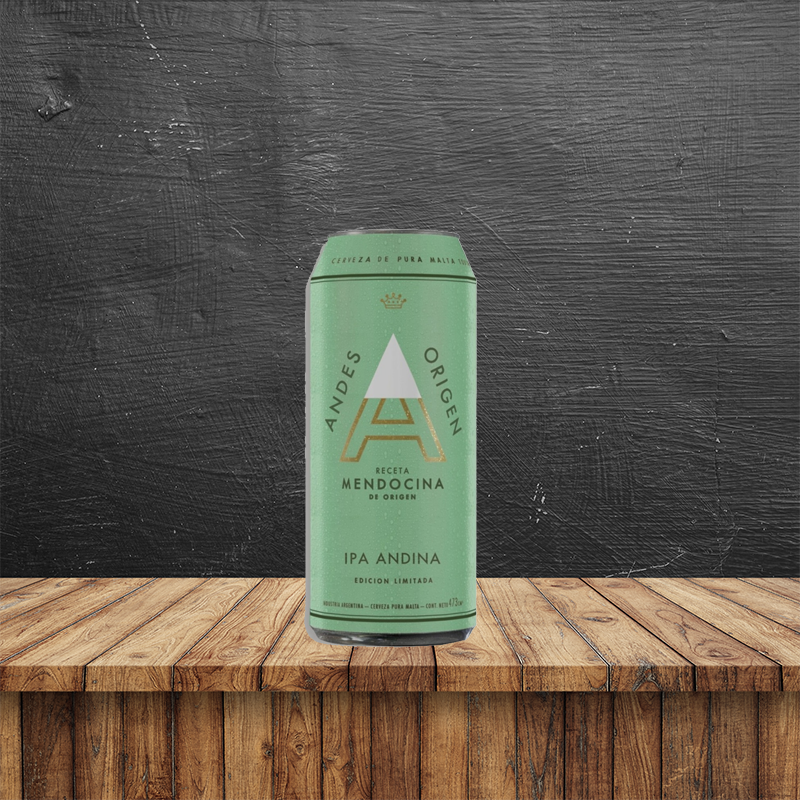 CERVEZA DE PURA MALTA
ANDES ORIGEN
A
RECETA
MENDOCINA
DE ORIGEN
IPA ANDINA
EDICION LIMITADA
INDUSTRIA ARGENTINA — CERVEZA PURA MALTA — CONT. NETO 473